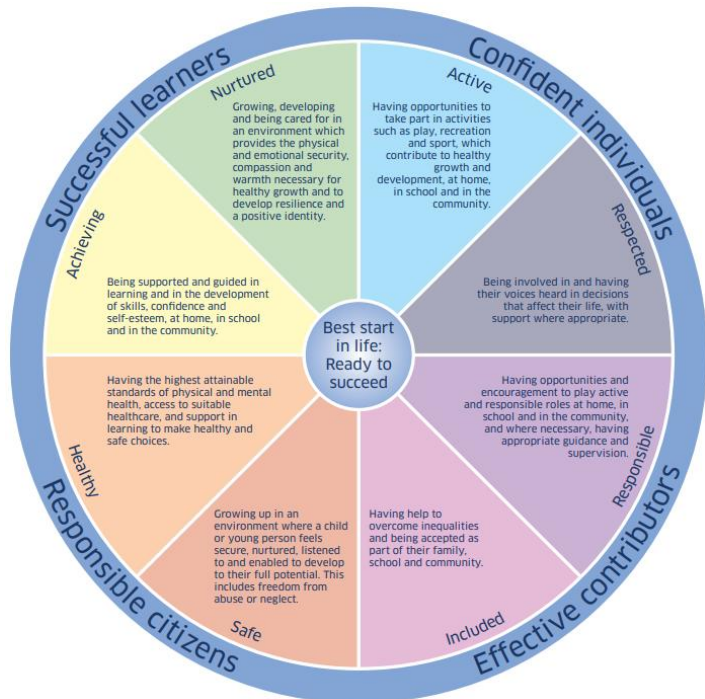 Successful learners
Confident individuals
Nurtured
Growing, developing
and being cared for in
an environment which
provides the physical
and emotional security,
compassion and
warmth necessary for
healthy growth and to
develop resilience and
a positive identity.
Active
Having opportunities to
take part in activities
such as play, recreation
and sport, which
contribute to healthy
growth and
development, at home,
in school and in the
community.
Achieving
Being supported and guided in
learning and in the development
of skills, confidence and
self-esteem, at home, in school
and in the community.
Respected
Being involved in and having
their voices heard in decisions
that affect their life, with
support where appropriate.
Best start
in life:
Ready to
succeed
Having the highest attainable
standards of physical and mental
health, access to suitable
healthcare, and support in
learning to make healthy and
safe choices.
Healthy
Having opportunities and
encouragement to play active
and responsible roles at home, in
school and in the community,
and where necessary, having
appropriate guidance and
supervision.
Responsible
Growing up in an
environment where a child
or young person feels
secure, nurtured, listened
to and enabled to develop
to their full potential. This
includes freedom from
abuse or neglect.
Safe
Having help to
overcome inequalities
and being accepted as
part of their family,
school and community.
Included
Responsible citizens
Effective contributors